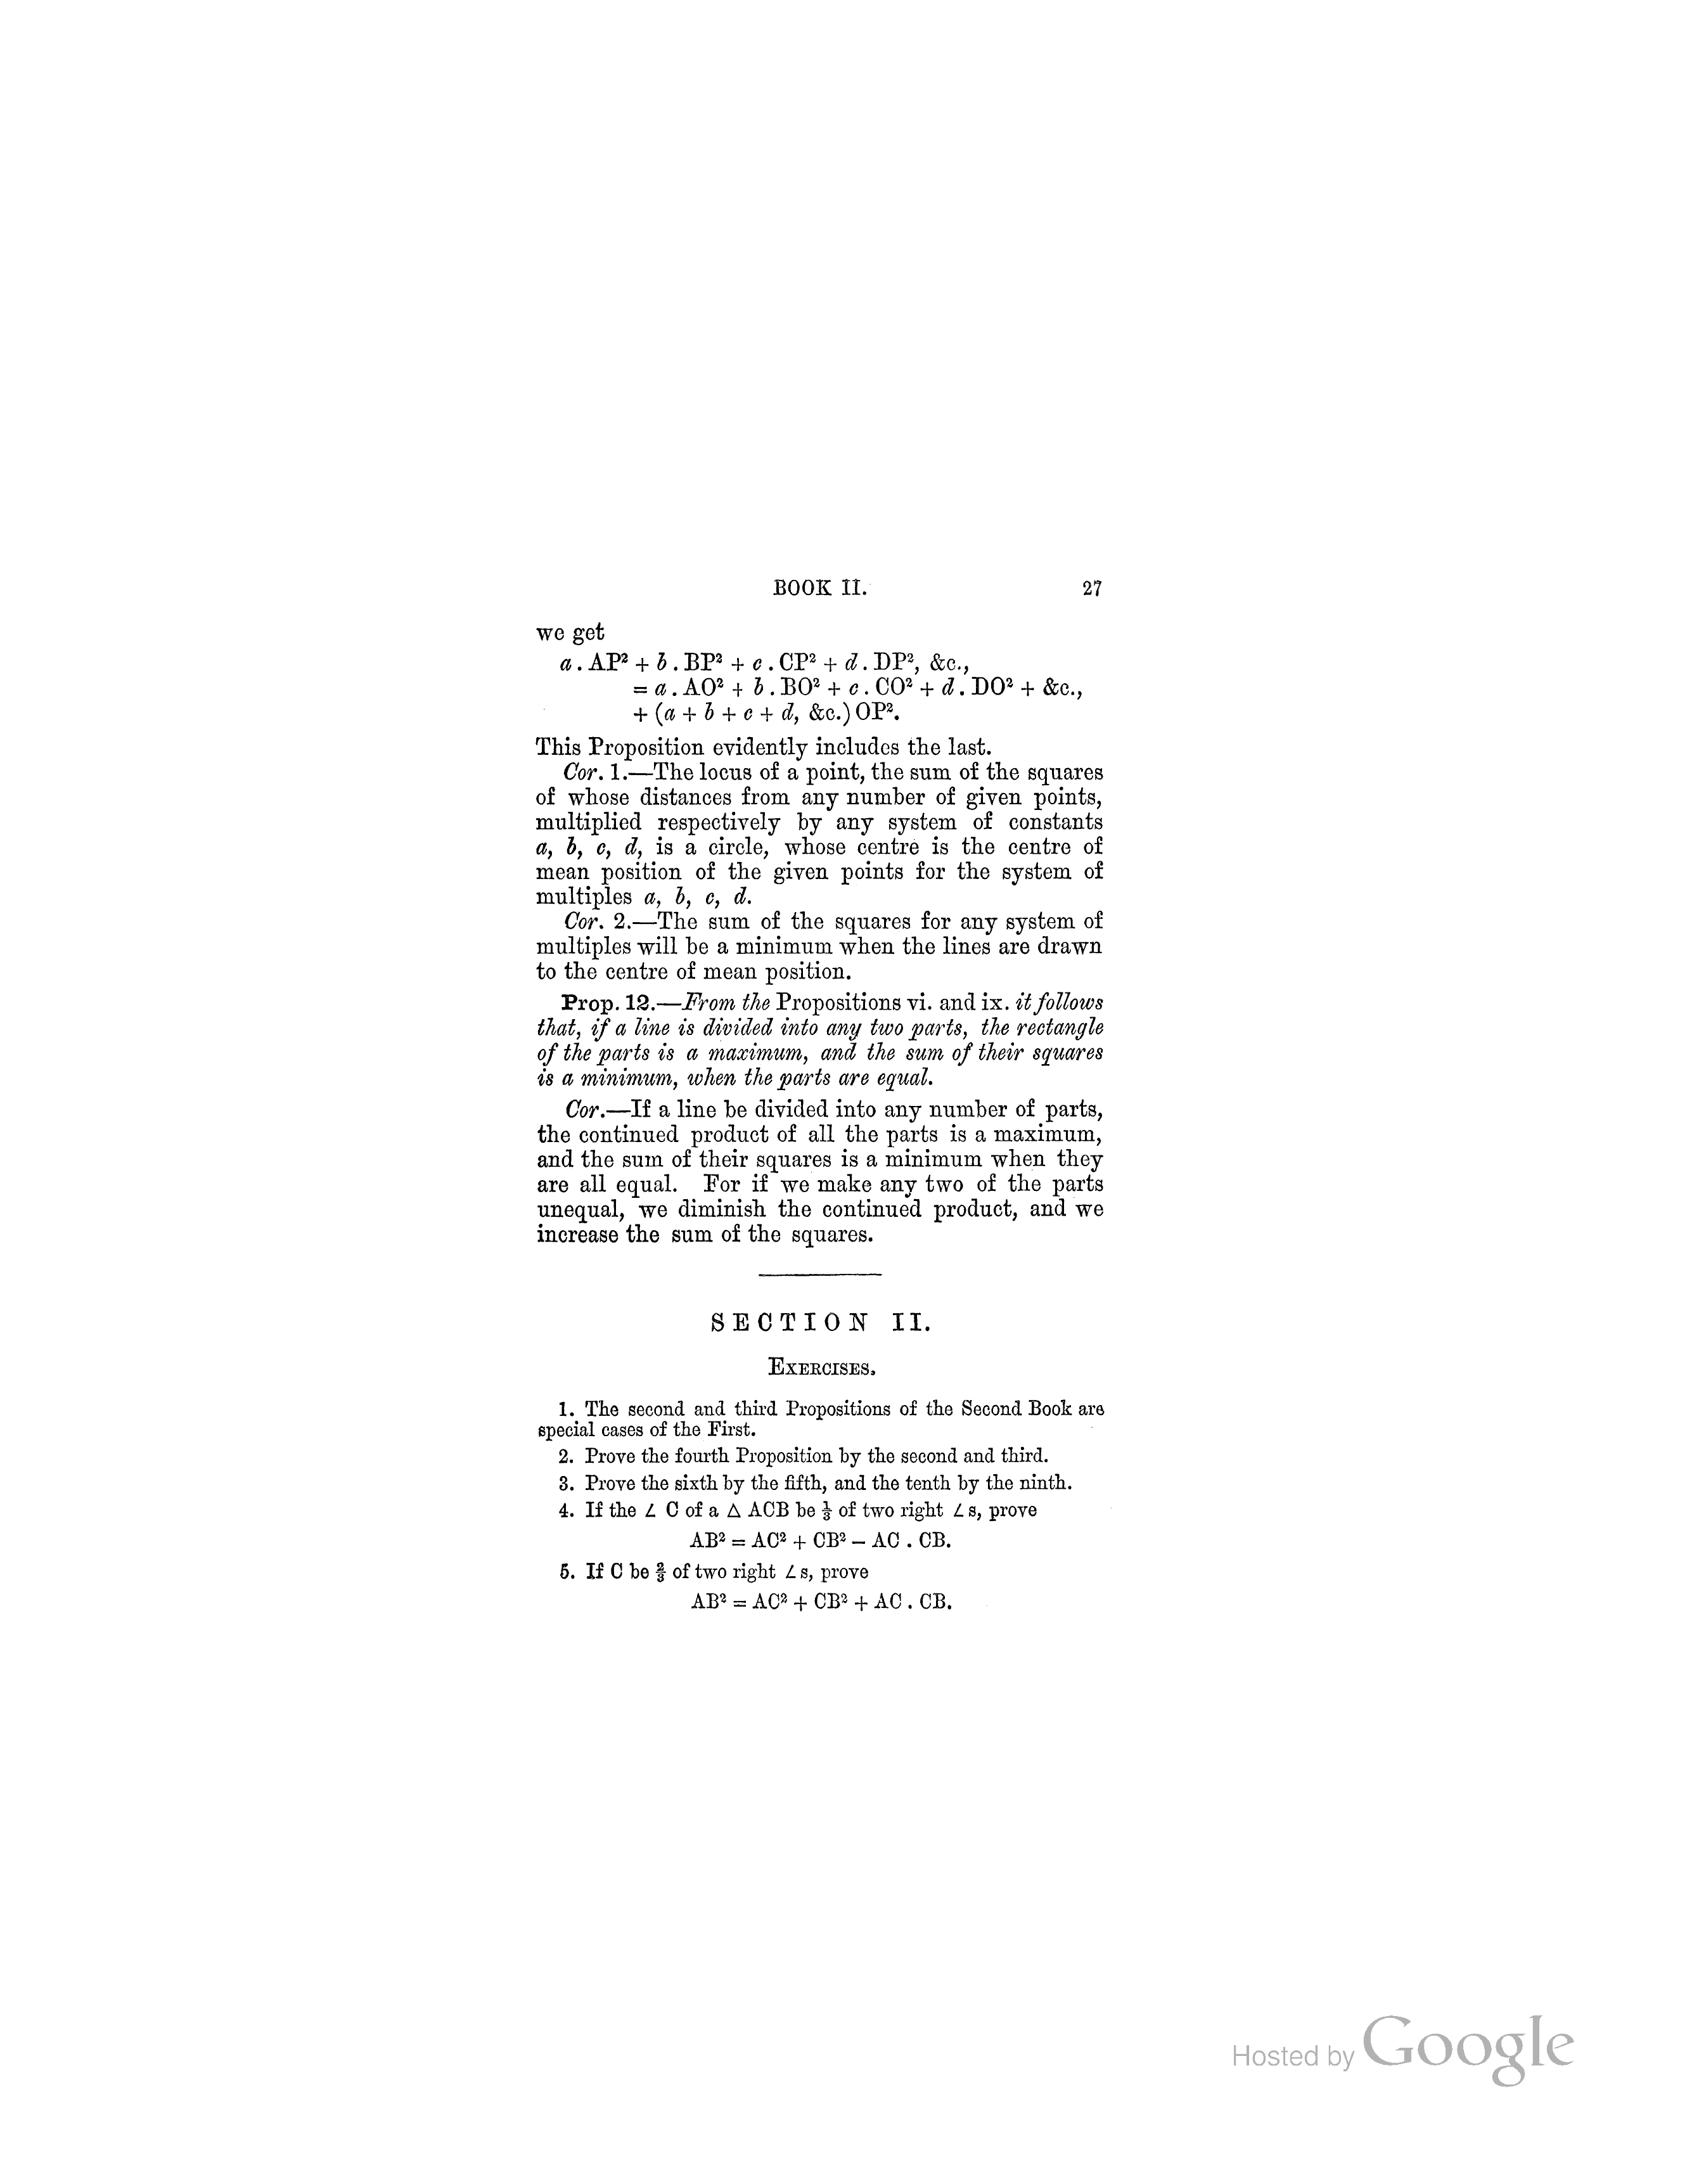 BOOK II. 27
we get
a . AP² + b . BP² + c . CP² + d . DP², &c.,
= a . AO² + b . BO² + c . CO² + d . DO² + &c.,
+ (a + b + c + d, &c.) OP².
This Proposition evidently includes the last.
Cor. 1.—The locus of a point, the sum of the squares
of whose distances from any number of given points,
multiplied respectively by any system of constants
a, b, c, d, is a circle, whose centre is the centre of
mean position of the given points for the system of
multiples a, b, c, d.
Cor. 2.—The sum of the squares for any system of
multiples will be a minimum when the lines are drawn
to the centre of mean position.
Prop. 12.—From the Propositions vi. and ix. it follows
that, if a line is divided into any two parts, the rectangle
of the parts is a maximum, and the sum of their squares
is a minimum, when the parts are equal.
Cor.—If a line be divided into any number of parts,
the continued product of all the parts is a maximum,
and the sum of their squares is a minimum when they
are all equal. For if we make any two of the parts
unequal, we diminish the continued product, and we
increase the sum of the squares.
SECTION II.
EXERCISES.
1. The second and third Propositions of the Second Book are
special cases of the First.
2. Prove the fourth Proposition by the second and third.
3. Prove the sixth by the fifth, and the tenth by the ninth.
4. If the ∠ C of a △ ACB be ⅓ of two right ∠s, prove
AB² = AC² + CB² − AC . CB.
5. If C be ⅔ of two right ∠s, prove
AB² = AC² + CB² + AC . CB.
Hosted by Google